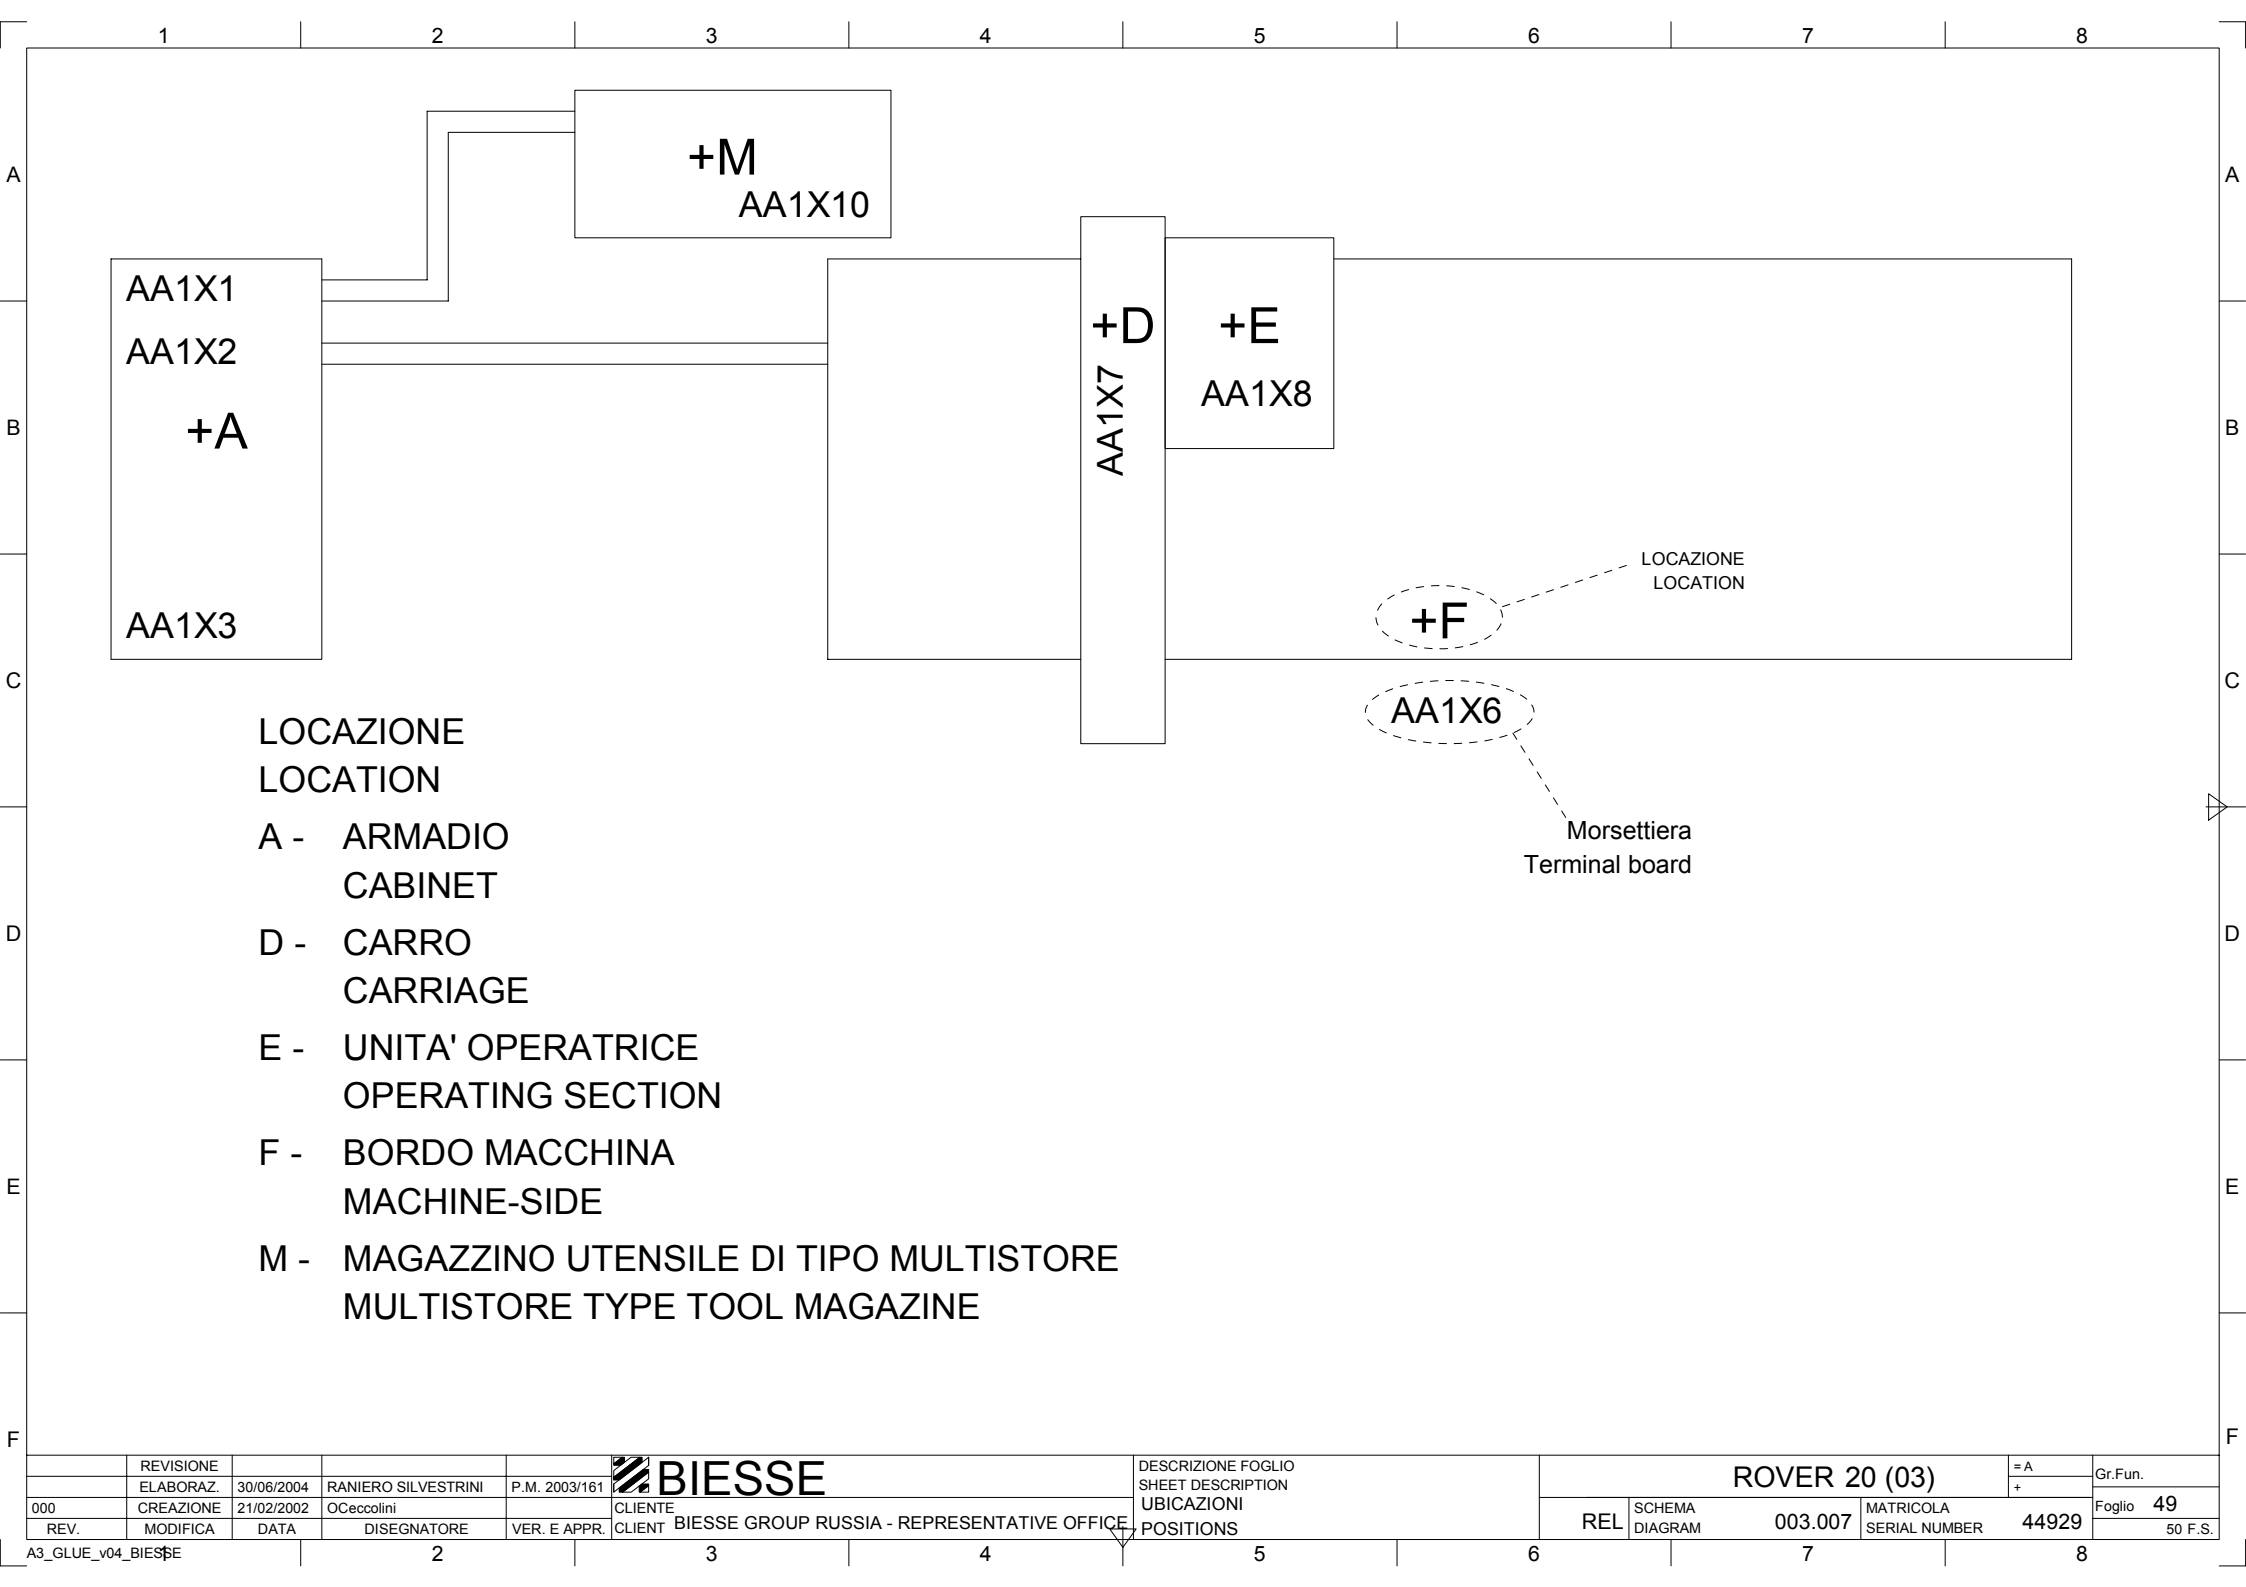 1 2 3 4 5 6 7 8
A A
+M
AA1X10
AA1X1
AA1X2
+A
AA1X3
+D
AA1X7
+E
AA1X8
B B
LOCAZIONE
LOCATION
+F
C C
AA1X6
Morsettiera
Terminal board
LOCAZIONE
LOCATION
A - ARMADIO
CABINET
D D
D - CARRO
CARRIAGE
E - UNITA' OPERATRICE
OPERATING SECTION
F - BORDO MACCHINA
MACHINE-SIDE
E E
M - MAGAZZINO UTENSILE DI TIPO MULTISTORE
MULTISTORE TYPE TOOL MAGAZINE
F F
REVISIONE
ELABORAZ. 30/06/2004 RANIERO SILVESTRINI P.M. 2003/161
000 CREAZIONE 21/02/2002 OCeccolini
REV. MODIFICA DATA DISEGNATORE VER. E APPR.
BIESSE
CLIENTE
CLIENT BIESSE GROUP RUSSIA - REPRESENTATIVE OFFICE
DESCRIZIONE FOGLIO
SHEET DESCRIPTION
UBICAZIONI
POSITIONS
ROVER 20 (03)
REL SCHEMA
DIAGRAM 003.007
MATRICOLA
SERIAL NUMBER 44929
= A
+
Gr.Fun.
Foglio 49
50 F.S.
A3_GLUE_v04_BIESSE
1 2 3 4 5 6 7 8